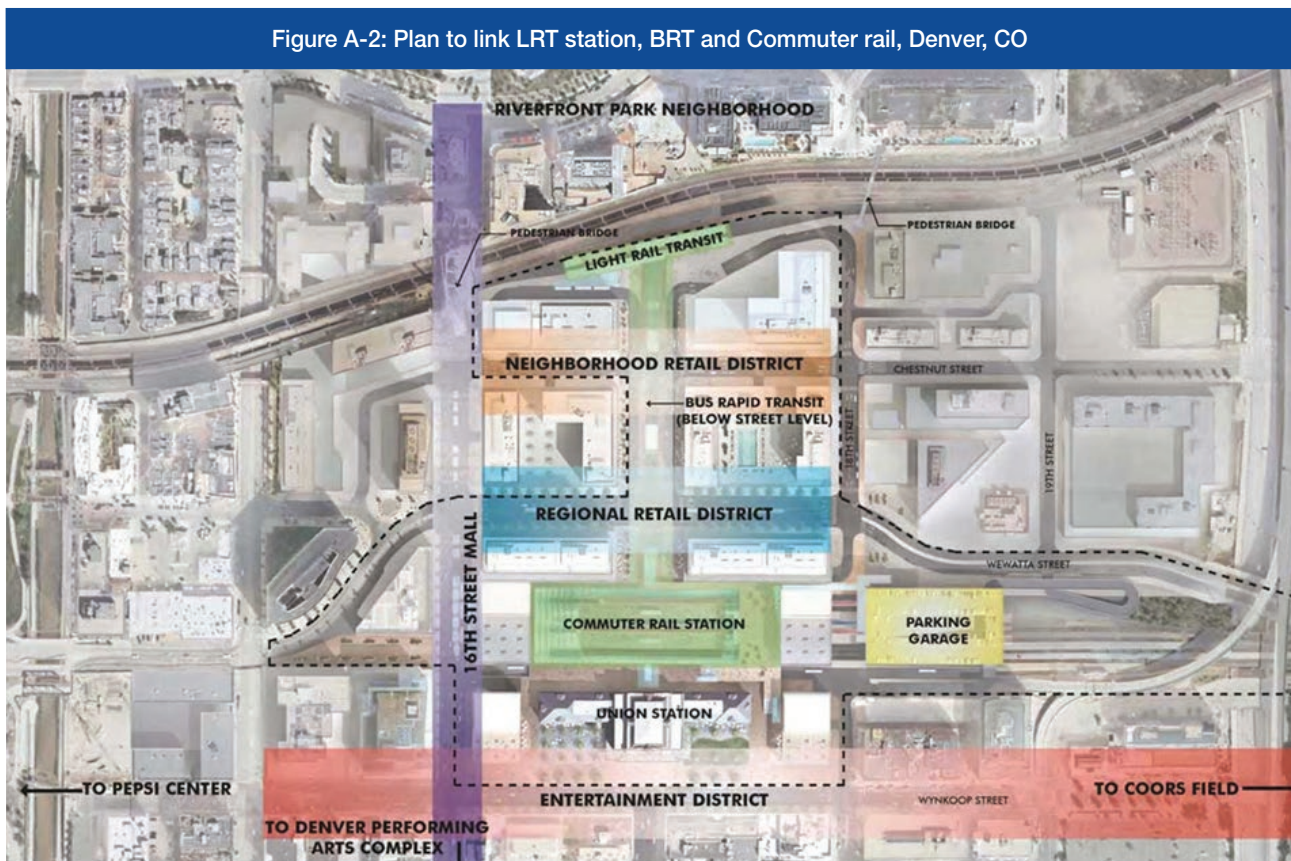 Figure A-2: Plan to link LRT station, BRT and Commuter rail, Denver, CO
RIVERFRONT PARK NEIGHBORHOOD
PEDESTRIAN BRIDGE
PEDESTRIAN BRIDGE
LIGHT RAIL TRANSIT
NEIGHBORHOOD RETAIL DISTRICT
CHESTNUT STREET
BUS RAPID TRANSIT
(BELOW STREET LEVEL)
18TH STREET
19TH STREET
REGIONAL RETAIL DISTRICT
16TH STREET MALL
WEWATTA STREET
COMMUTER RAIL STATION
PARKING
GARAGE
UNION STATION
TO PEPSI CENTER
ENTERTAINMENT DISTRICT
WYNKOOP STREET
TO COORS FIELD
TO DENVER PERFORMING
ARTS COMPLEX